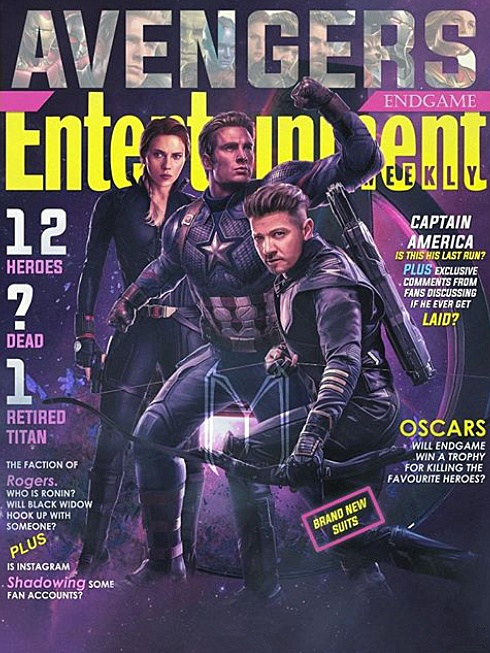 AVENGERS
ENDGAME
Entertainment
WEEKLY
12
HEROES
?
DEAD
1
RETIRED
TITAN
THE FACTION OF
Rogers.
WHO IS RONIN?
WILL BLACK WIDOW
HOOK UP WITH
SOMEONE?
PLUS
IS INSTAGRAM
Shadowing SOME
FAN ACCOUNTS?
CAPTAIN
AMERICA
IS THIS HIS LAST RUN?
PLUS EXCLUSIVE
COMMENTS FROM
FANS DISCUSSING
IF HE EVER GET
LAID?
OSCARS
WILL ENDGAME
WIN A TROPHY
FOR KILLING THE
FAVOURITE HEROES?
BRAND NEW
SUITS